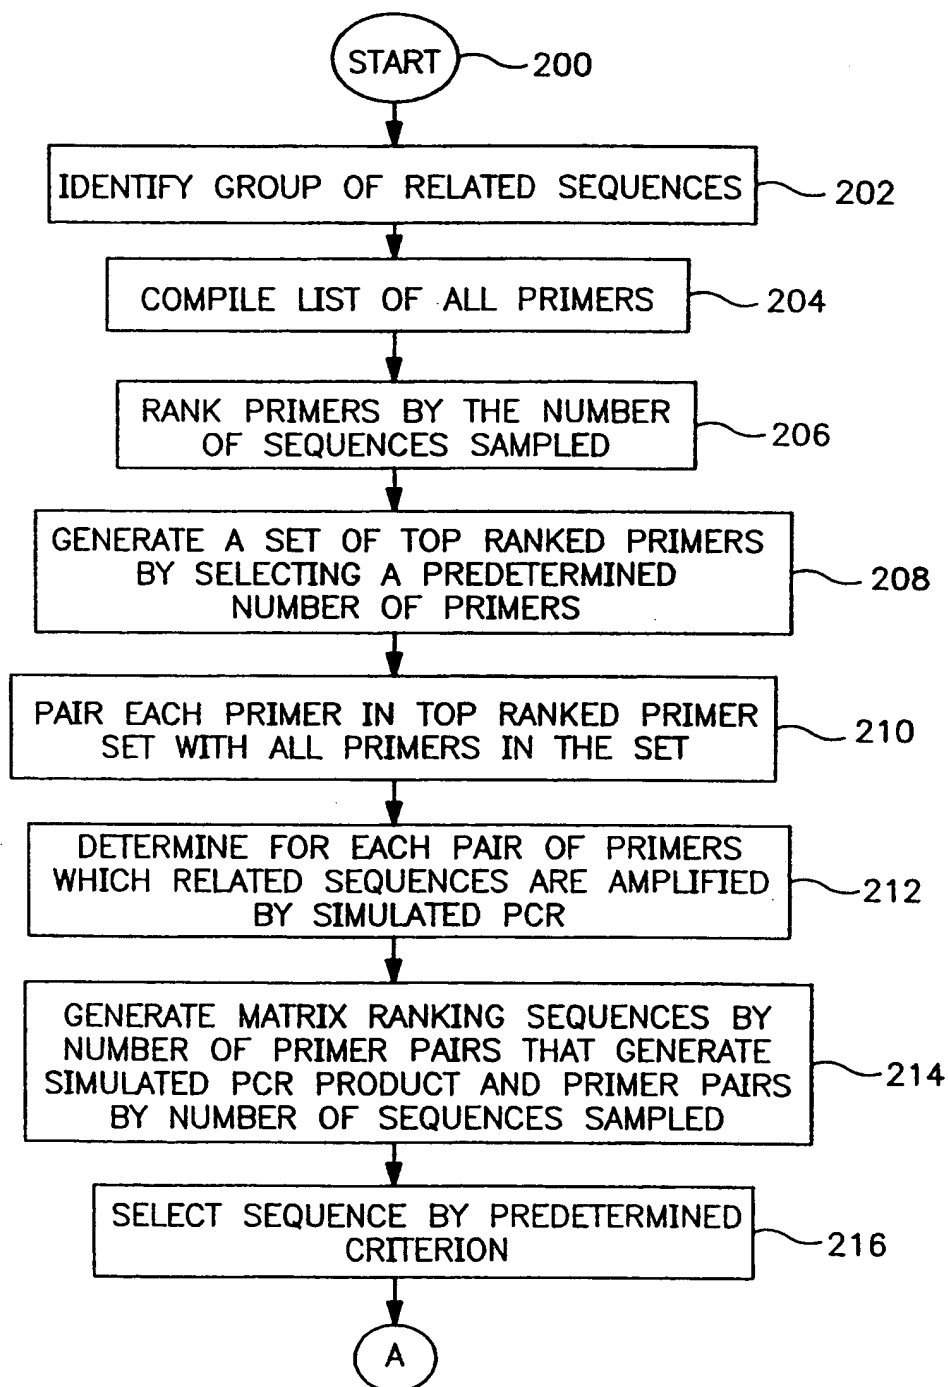 START
200
IDENTIFY GROUP OF RELATED SEQUENCES
202
COMPILE LIST OF ALL PRIMERS
204
RANK PRIMERS BY THE NUMBER
OF SEQUENCES SAMPLED
206
GENERATE A SET OF TOP RANKED PRIMERS
BY SELECTING A PREDETERMINED
NUMBER OF PRIMERS
208
PAIR EACH PRIMER IN TOP RANKED PRIMER
SET WITH ALL PRIMERS IN THE SET
210
DETERMINE FOR EACH PAIR OF PRIMERS
WHICH RELATED SEQUENCES ARE AMPLIFIED
BY SIMULATED PCR
212
GENERATE MATRIX RANKING SEQUENCES BY
NUMBER OF PRIMER PAIRS THAT GENERATE
SIMULATED PCR PRODUCT AND PRIMER PAIRS
BY NUMBER OF SEQUENCES SAMPLED
214
SELECT SEQUENCE BY PREDETERMINED
CRITERION
216
A